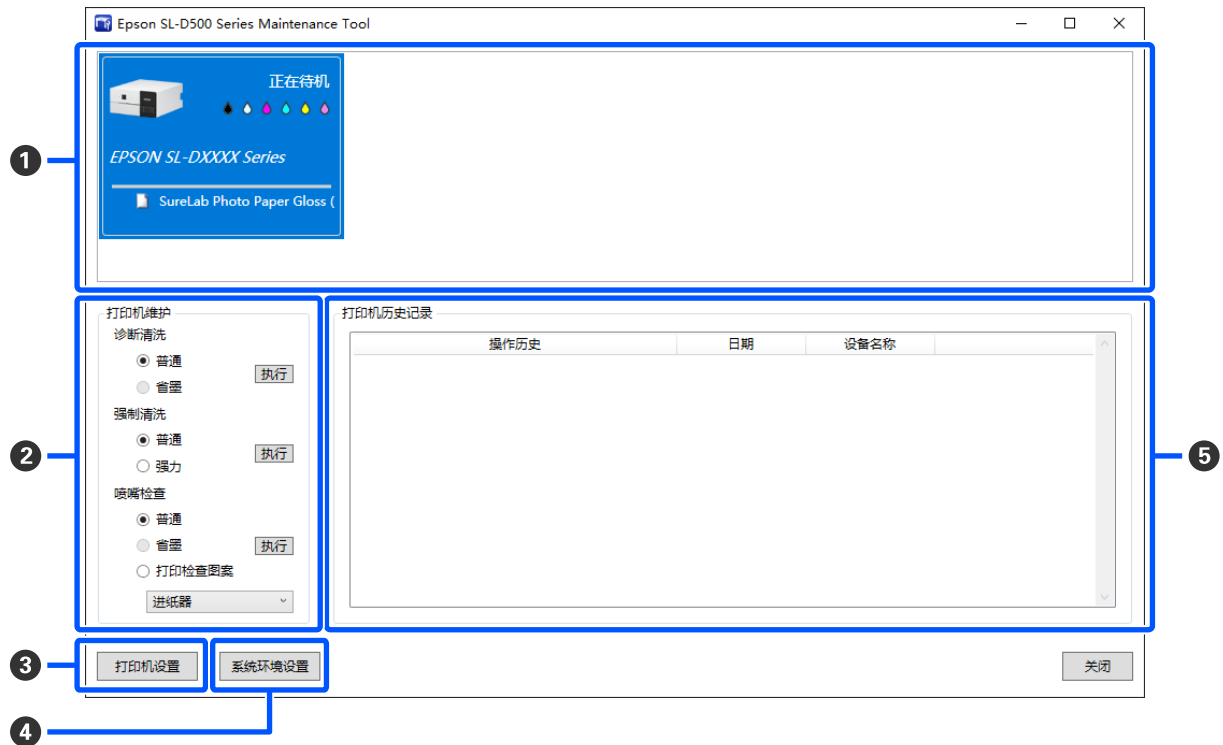 Epson SL-D500 Series Maintenance Tool
正在待机
EPSON SL-DXXXX Series
SureLab Photo Paper Gloss (
1
打印机维护
诊断清洗
普通
执行
省墨
强制清洗
普通
执行
强力
喷嘴检查
普通
省墨
执行
打印检查图案
进纸器
2
打印机历史记录
操作历史 日期 设备名称
5
3
打印机设置
系统环境设置
关闭
4